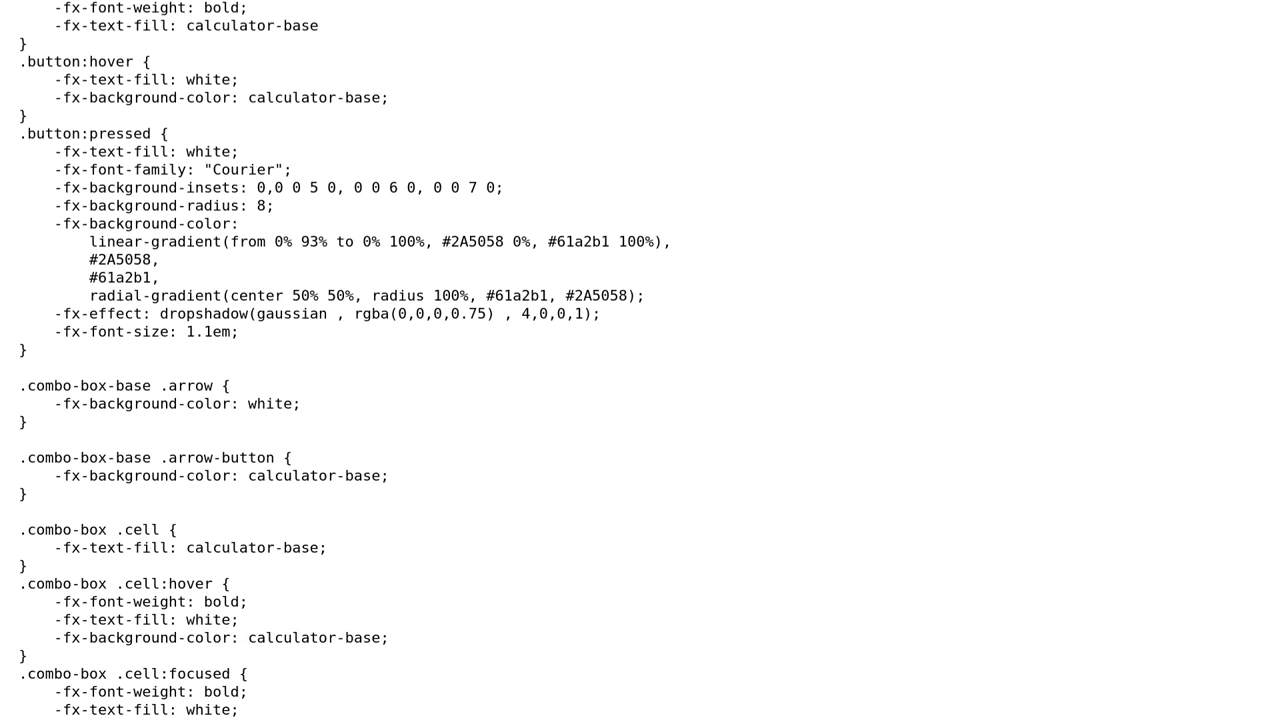 -fx-font-weight: bold;
    -fx-text-fill: calculator-base
}
.button:hover {
    -fx-text-fill: white;
    -fx-background-color: calculator-base;
}
.button:pressed {
    -fx-text-fill: white;
    -fx-font-family: "Courier";
    -fx-background-insets: 0,0 0 5 0, 0 0 6 0, 0 0 7 0;
    -fx-background-radius: 8;
    -fx-background-color:
        linear-gradient(from 0% 93% to 0% 100%, #2A5058 0%, #61a2b1 100%),
        #2A5058,
        #61a2b1,
        radial-gradient(center 50% 50%, radius 100%, #61a2b1, #2A5058);
    -fx-effect: dropshadow(gaussian , rgba(0,0,0,0.75) , 4,0,0,1);
    -fx-font-size: 1.1em;
}

.combo-box-base .arrow {
    -fx-background-color: white;
}

.combo-box-base .arrow-button {
    -fx-background-color: calculator-base;
}

.combo-box .cell {
    -fx-text-fill: calculator-base;
}
.combo-box .cell:hover {
    -fx-font-weight: bold;
    -fx-text-fill: white;
    -fx-background-color: calculator-base;
}
.combo-box .cell:focused {
    -fx-font-weight: bold;
    -fx-text-fill: white;